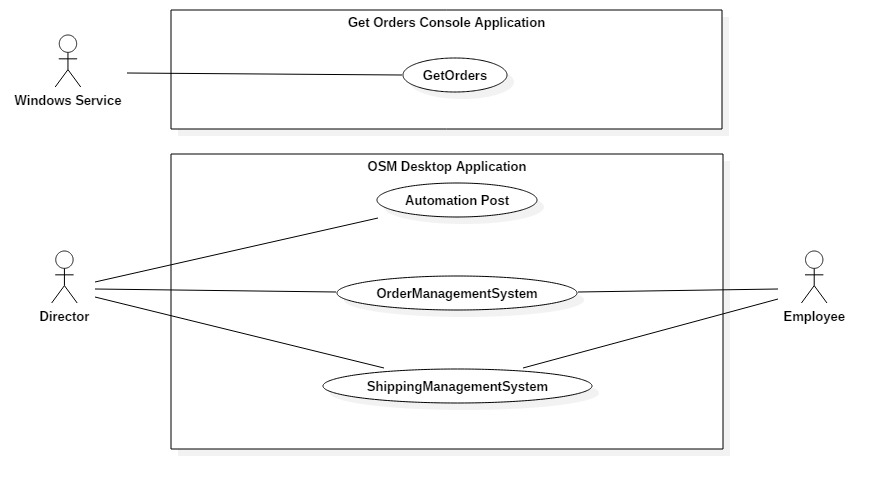 Get Orders Console Application
GetOrders
Windows Service
OSM Desktop Application
Automation Post
OrderManagementSystem
Director
Employee
ShippingManagementSystem